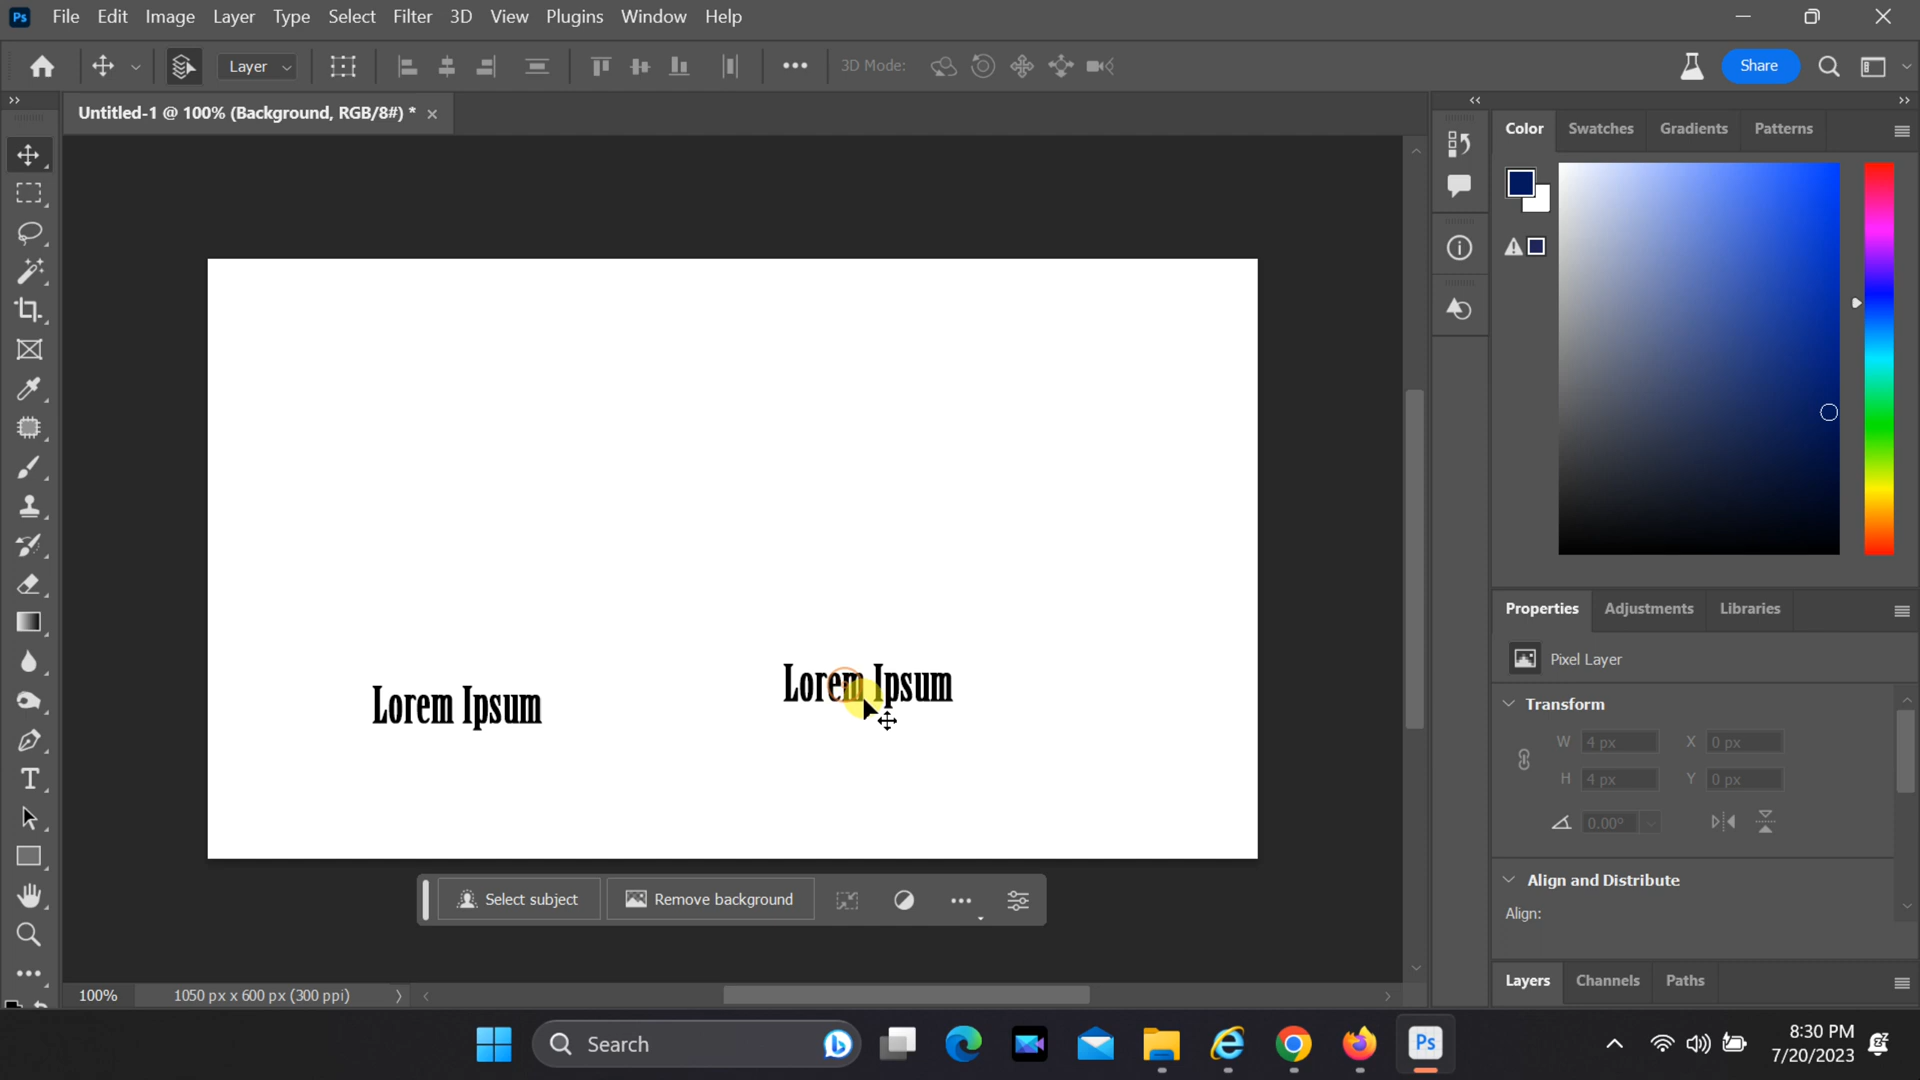 Ps File Edit Image Layer Type Select Filter 3D View Plugins Window Help
Layer 3D Mode: Share
Untitled-1 @ 100% (Background, RGB/8#) *
Color Swatches Gradients Patterns
Lorem Ipsum
Lorem Ipsum
Properties Adjustments Libraries
Pixel Layer
Transform
W 4 px X 0 px
H 4 px Y 0 px
0.00°
Align and Distribute
Align:
Select subject Remove background
Layers Channels Paths
100% 1050 px x 600 px (300 ppi)
Search Ps 8:30 PM
7/20/2023